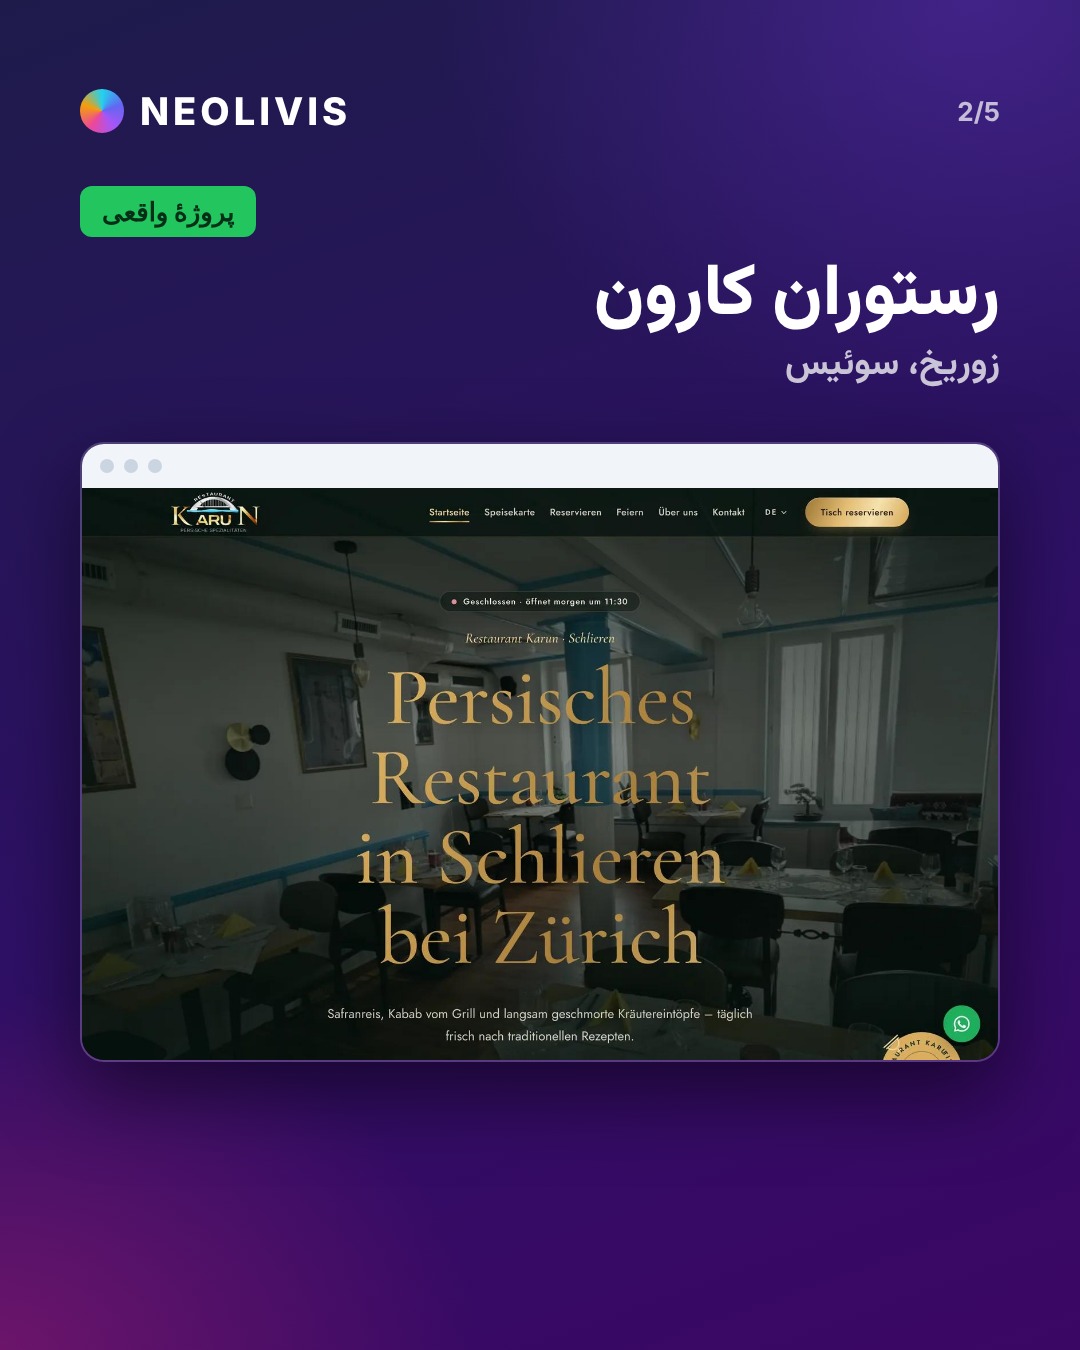 NEOLIVIS
2/5
پروژهٔ واقعی
رستوران کارون
زوریخ، سوئیس
RESTAURANT
KARUN
PERSISCHE SPEZIALITÄTEN
Startseite Speisekarte Reservieren Feiern Über uns Kontakt DE Tisch reservieren
Geschlossen · öffnet morgen um 11:30
Restaurant Karun · Schlieren
Persisches
Restaurant
in Schlieren
bei Zürich
Safranreis, Kabab vom Grill und langsam geschmorte Kräutereintöpfe – täglich
frisch nach traditionellen Rezepten.